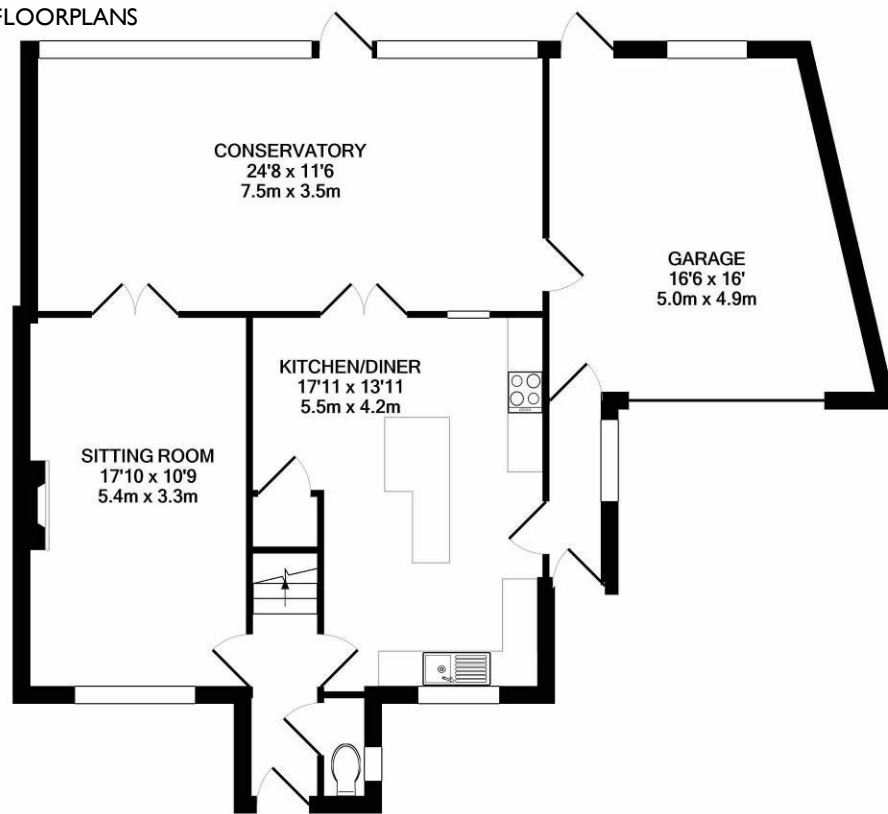 FLOORPLANS
CONSERVATORY
24'8 x 11'6
7.5m x 3.5m
GARAGE
16'6 x 16'
5.0m x 4.9m
KITCHEN/DINER
17'11 x 13'11
5.5m x 4.2m
SITTING ROOM
17'10 x 10'9
5.4m x 3.3m